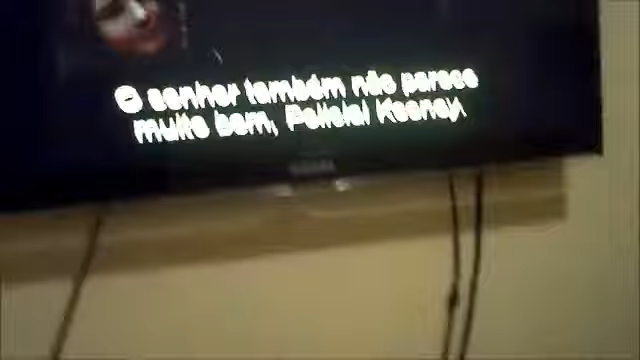 O senhor também não parece
muito bem, Policial Keeney.